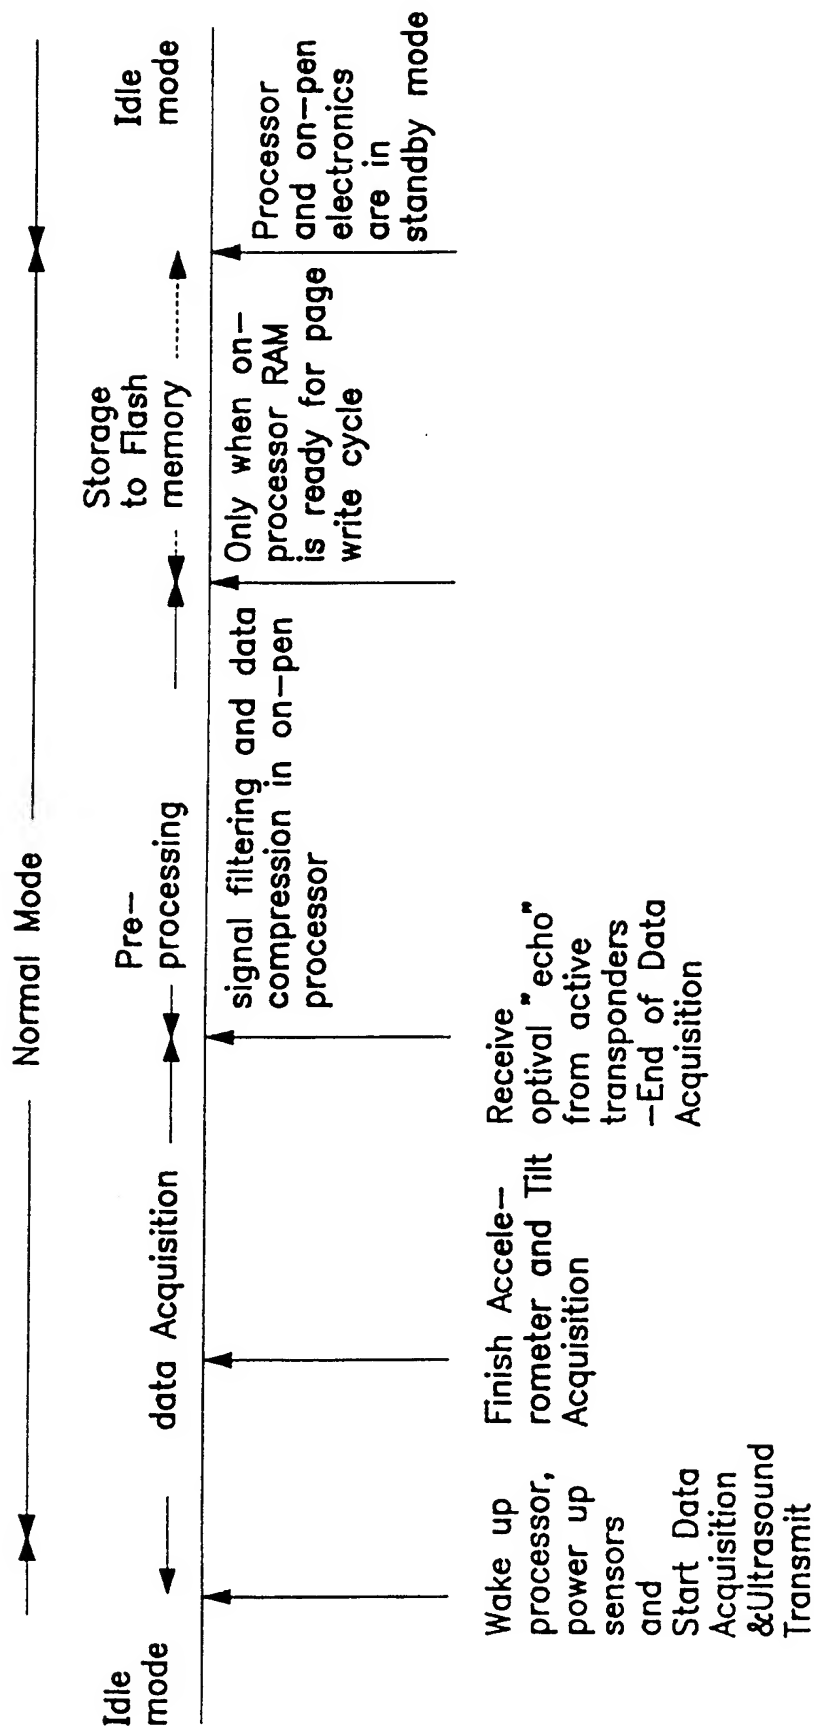 Normal Mode
Idle
mode
data Acquisition
Pre–
processing
Storage
to Flash
memory
Idle
mode
signal filtering and data
compression in on–pen
processor
Only when on–
processor RAM
is ready for page
write cycle
Processor
and on–pen
electronics
are in
standby mode
Wake up
processor,
power up
sensors
and
Start Data
Acquisition
&Ultrasound
Transmit
Finish Accele–
rometer and Tilt
Acquisition
Receive
optival "echo"
from active
transponders
–End of Data
Acquisition